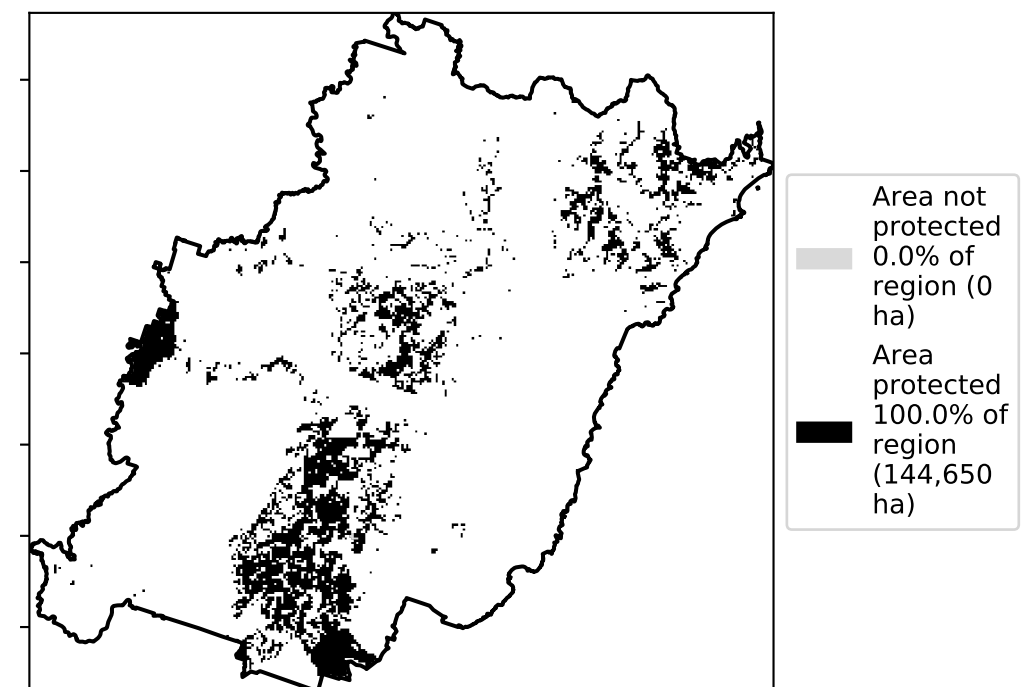 Area not
protected
0.0% of
region (0
ha)
Area
protected
100.0% of
region
(144,650
ha)